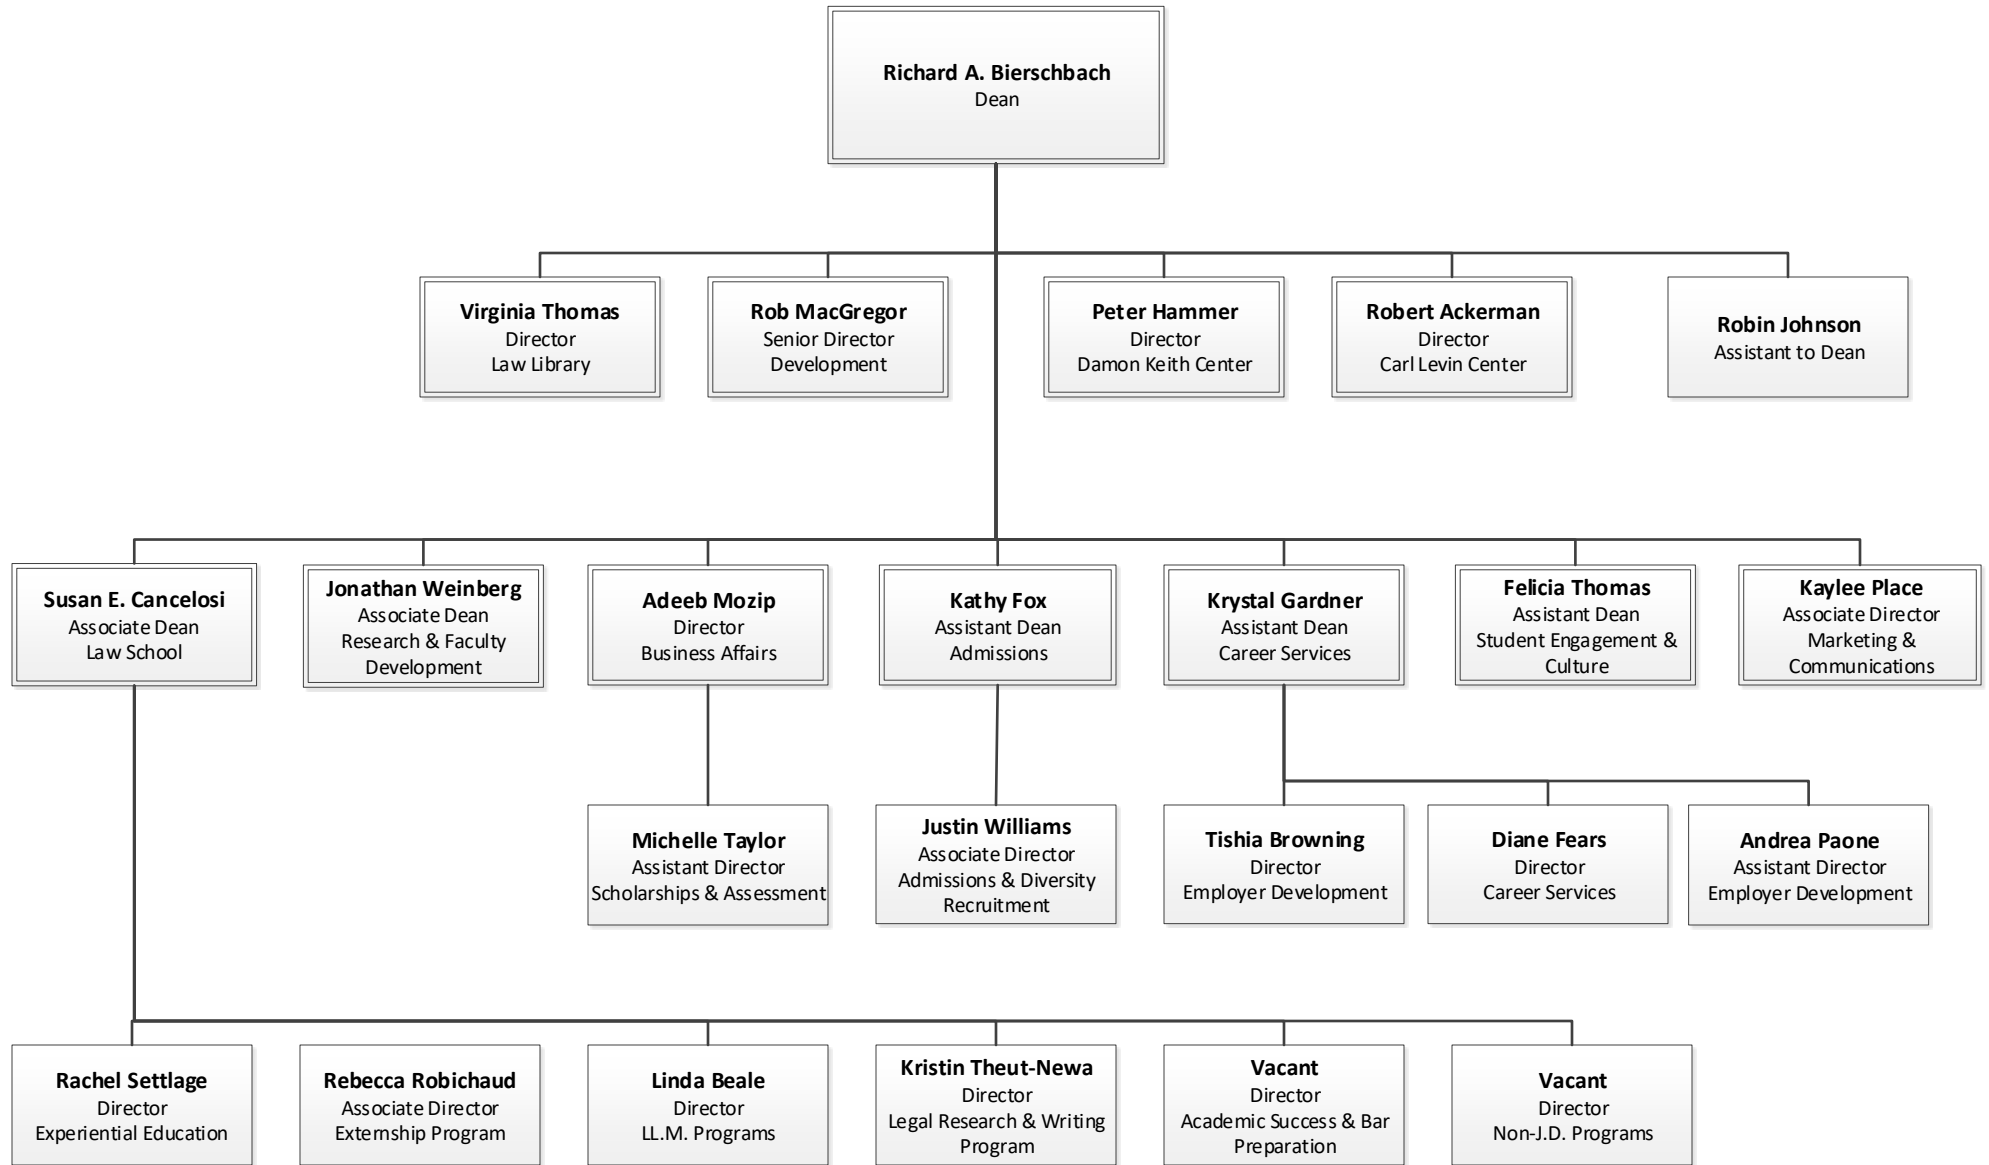 Richard A. Bierschbach
Dean
Virginia Thomas
Director
Law Library
Rob MacGregor
Senior Director
Development
Peter Hammer
Director
Damon Keith Center
Robert Ackerman
Director
Carl Levin Center
Robin Johnson
Assistant to Dean
Susan E. Cancelosi
Associate Dean
Law School
Jonathan Weinberg
Associate Dean
Research & Faculty
Development
Adeeb Mozip
Director
Business Affairs
Kathy Fox
Assistant Dean
Admissions
Krystal Gardner
Assistant Dean
Career Services
Felicia Thomas
Assistant Dean
Student Engagement &
Culture
Kaylee Place
Associate Director
Marketing &
Communications
Michelle Taylor
Assistant Director
Scholarships & Assessment
Justin Williams
Associate Director
Admissions & Diversity
Recruitment
Tishia Browning
Director
Employer Development
Diane Fears
Director
Career Services
Andrea Paone
Assistant Director
Employer Development
Rachel Settlage
Director
Experiential Education
Rebecca Robichaud
Associate Director
Externship Program
Linda Beale
Director
LL.M. Programs
Kristin Theut-Newa
Director
Legal Research & Writing
Program
Vacant
Director
Academic Success & Bar
Preparation
Vacant
Director
Non-J.D. Programs